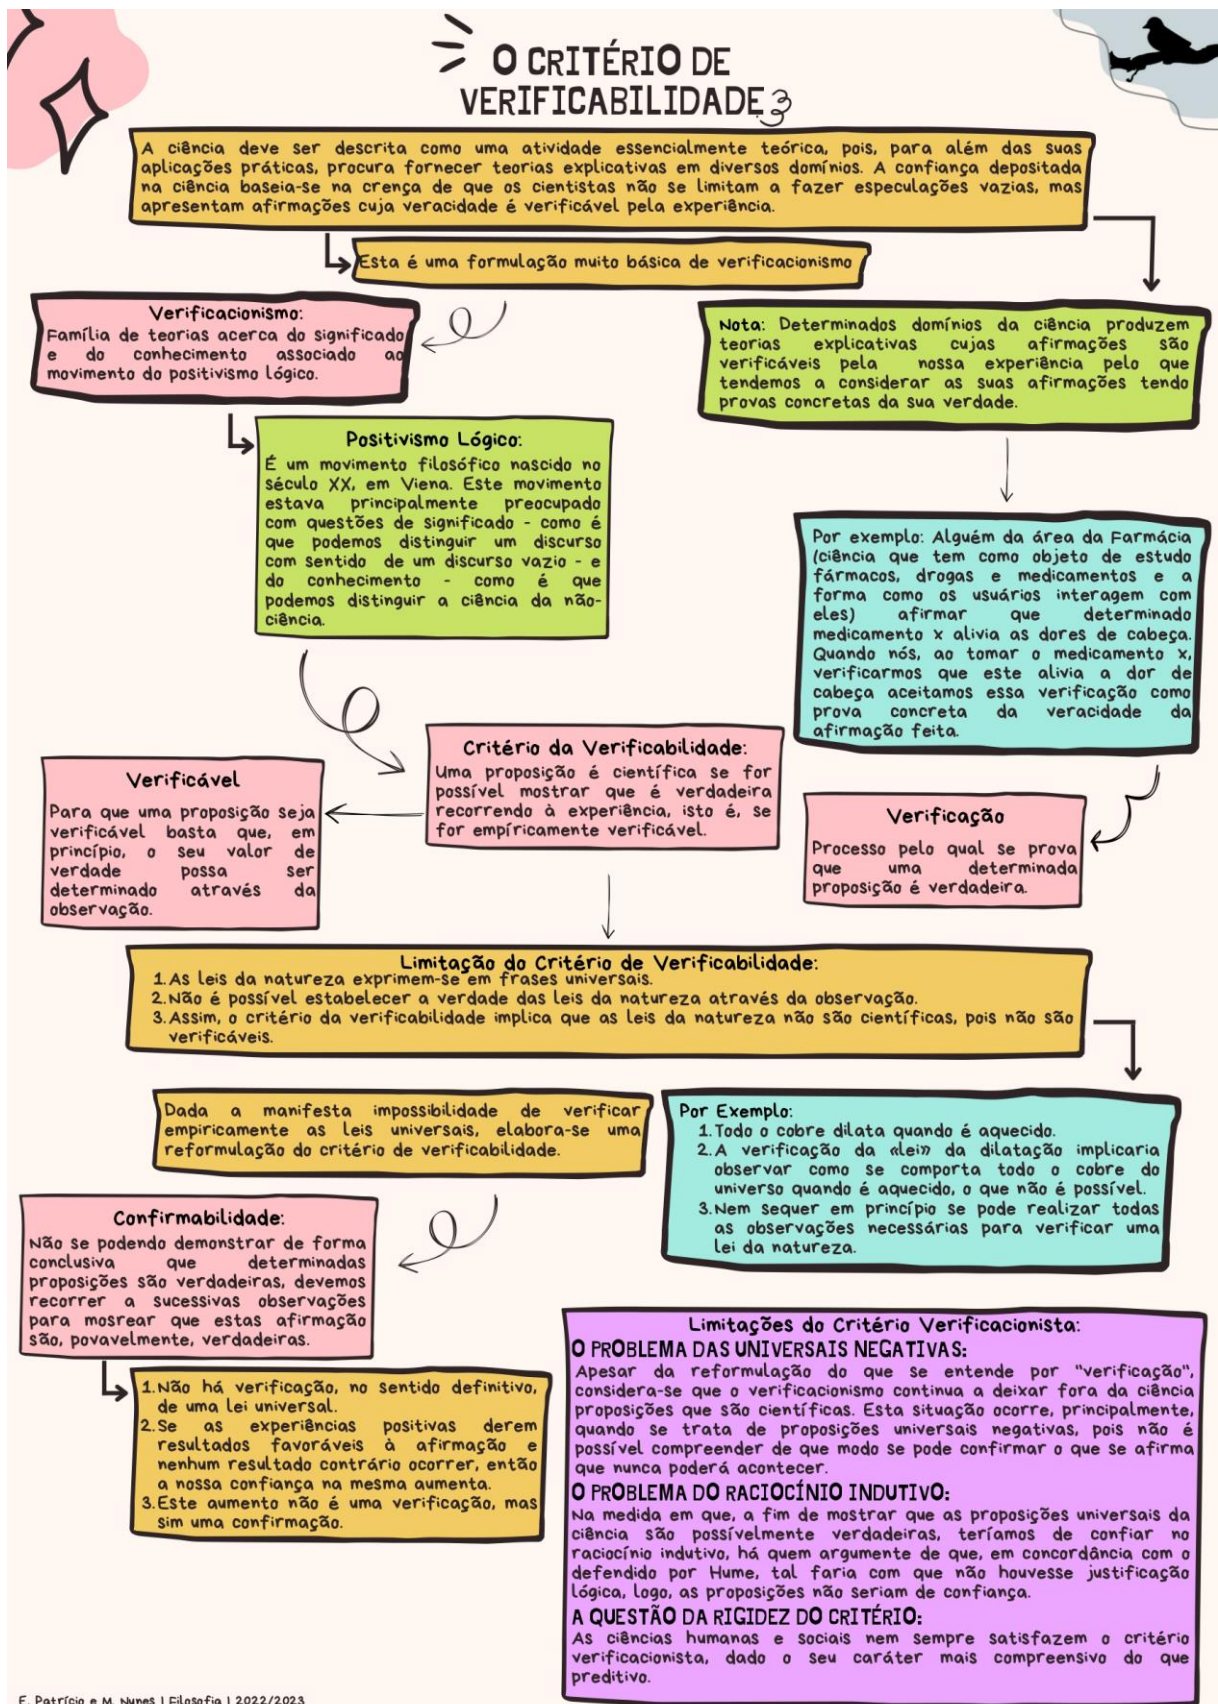 O CRITÉRIO DE
VERIFICABILIDADE
A ciência deve ser descrita como uma atividade essencialmente teórica, pois, para além das suas
aplicações práticas, procura fornecer teorias explicativas em diversos domínios. A confiança depositada
na ciência baseia-se na crença de que os cientistas não se limitam a fazer especulações vazias, mas
apresentam afirmações cuja veracidade é verificável pela experiência.
Esta é uma formulação muito básica de verificacionismo
Verificacionismo:
Família de teorias acerca do significado
e do conhecimento associado ao
movimento do positivismo lógico.
Nota: Determinados domínios da ciência produzem
teorias explicativas cujas afirmações são
verificáveis pela nossa experiência pelo que
tendemos a considerar as suas afirmações tendo
provas concretas da sua verdade.
Positivismo Lógico:
É um movimento filosófico nascido no
século XX, em Viena. Este movimento
estava principalmente preocupado
com questões de significado - como é
que podemos distinguir um discurso
com sentido de um discurso vazio - e
do conhecimento - como é que
podemos distinguir a ciência da não-
ciência.
Por exemplo: Alguém da área da Farmácia
(ciência que tem como objeto de estudo
fármacos, drogas e medicamentos e a
forma como os usuários interagem com
eles) afirmar que determinado
medicamento x alivia as dores de cabeça.
Quando nós, ao tomar o medicamento x,
verificarmos que este alivia a dor de
cabeça aceitamos essa verificação como
prova concreta da veracidade da
afirmação feita.
Critério da Verificabilidade:
Uma proposição é científica se for
possível mostrar que é verdadeira
recorrendo à experiência, isto é, se
for empíricamente verificável.
Verificável
Para que uma proposição seja
verificável basta que, em
princípio, o seu valor de
verdade possa ser
determinado através da
observação.
Verificação
Processo pelo qual se prova
que uma determinada
proposição é verdadeira.
Limitação do Critério de Verificabilidade:
1. As leis da natureza exprimem-se em frases universais.
2. Não é possível estabelecer a verdade das leis da natureza através da observação.
3. Assim, o critério da verificabilidade implica que as leis da natureza não são científicas, pois não são
verificáveis.
Dada a manifesta impossibilidade de verificar
empiricamente as leis universais, elabora-se uma
reformulação do critério de verificabilidade.
Por Exemplo:
1. Todo o cobre dilata quando é aquecido.
2. A verificação da «lei» da dilatação implicaria
observar como se comporta todo o cobre do
universo quando é aquecido, o que não é possível.
3. Nem sequer em princípio se pode realizar todas
as observações necessárias para verificar uma
lei da natureza.
Confirmabilidade:
Não se podendo demonstrar de forma
conclusiva que determinadas
proposições são verdadeiras, devemos
recorrer a sucessivas observações
para mosrear que estas afirmação
são, povavelmente, verdadeiras.
1. Não há verificação, no sentido definitivo,
de uma lei universal.
2. Se as experiências positivas derem
resultados favoráveis à afirmação e
nenhum resultado contrário ocorrer, então
a nossa confiança na mesma aumenta.
3. Este aumento não é uma verificação, mas
sim uma confirmação.
Limitações do Critério Verificacionista:
O PROBLEMA DAS UNIVERSAIS NEGATIVAS:
Apesar da reformulação do que se entende por "verificação",
considera-se que o verificacionismo continua a deixar fora da ciência
proposições que são científicas. Esta situação ocorre, principalmente,
quando se trata de proposições universais negativas, pois não é
possível compreender de que modo se pode confirmar o que se afirma
que nunca poderá acontecer.
O PROBLEMA DO RACIOCÍNIO INDUTIVO:
Na medida em que, a fim de mostrar que as proposições universais da
ciência são possívelmente verdadeiras, teríamos de confiar no
raciocínio indutivo, há quem argumente de que, em concordância com o
defendido por Hume, tal faria com que não houvesse justificação
lógica, logo, as proposições não seriam de confiança.
A QUESTÃO DA RIGIDEZ DO CRITÉRIO:
As ciências humanas e sociais nem sempre satisfazem o critério
verificacionista, dado o seu caráter mais compreensivo do que
preditivo.
E. Patrício e M. Nunes | Filosofia | 2022/2023